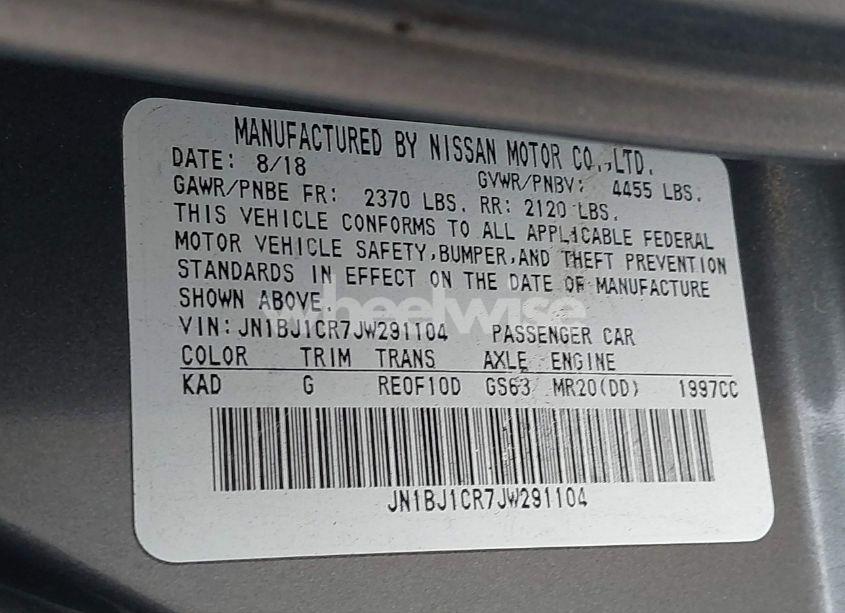 MANUFACTURED BY NISSAN MOTOR CO.,LTD.
DATE: 8/18 GVWR/PNBV: 4455 LBS.
GAWR/PNBE FR: 2370 LBS. RR: 2120 LBS.
THIS VEHICLE CONFORMS TO ALL APPLICABLE FEDERAL
MOTOR VEHICLE SAFETY,BUMPER,AND THEFT PREVENTION
STANDARDS IN EFFECT ON THE DATE OF MANUFACTURE
SHOWN ABOVE.
wheelwise
VIN: JN1BJ1CR7JW291104 PASSENGER CAR
COLOR TRIM TRANS AXLE ENGINE
KAD G RE0F10D GS63 MR20(DD) 1997CC
JN1BJ1CR7JW291104